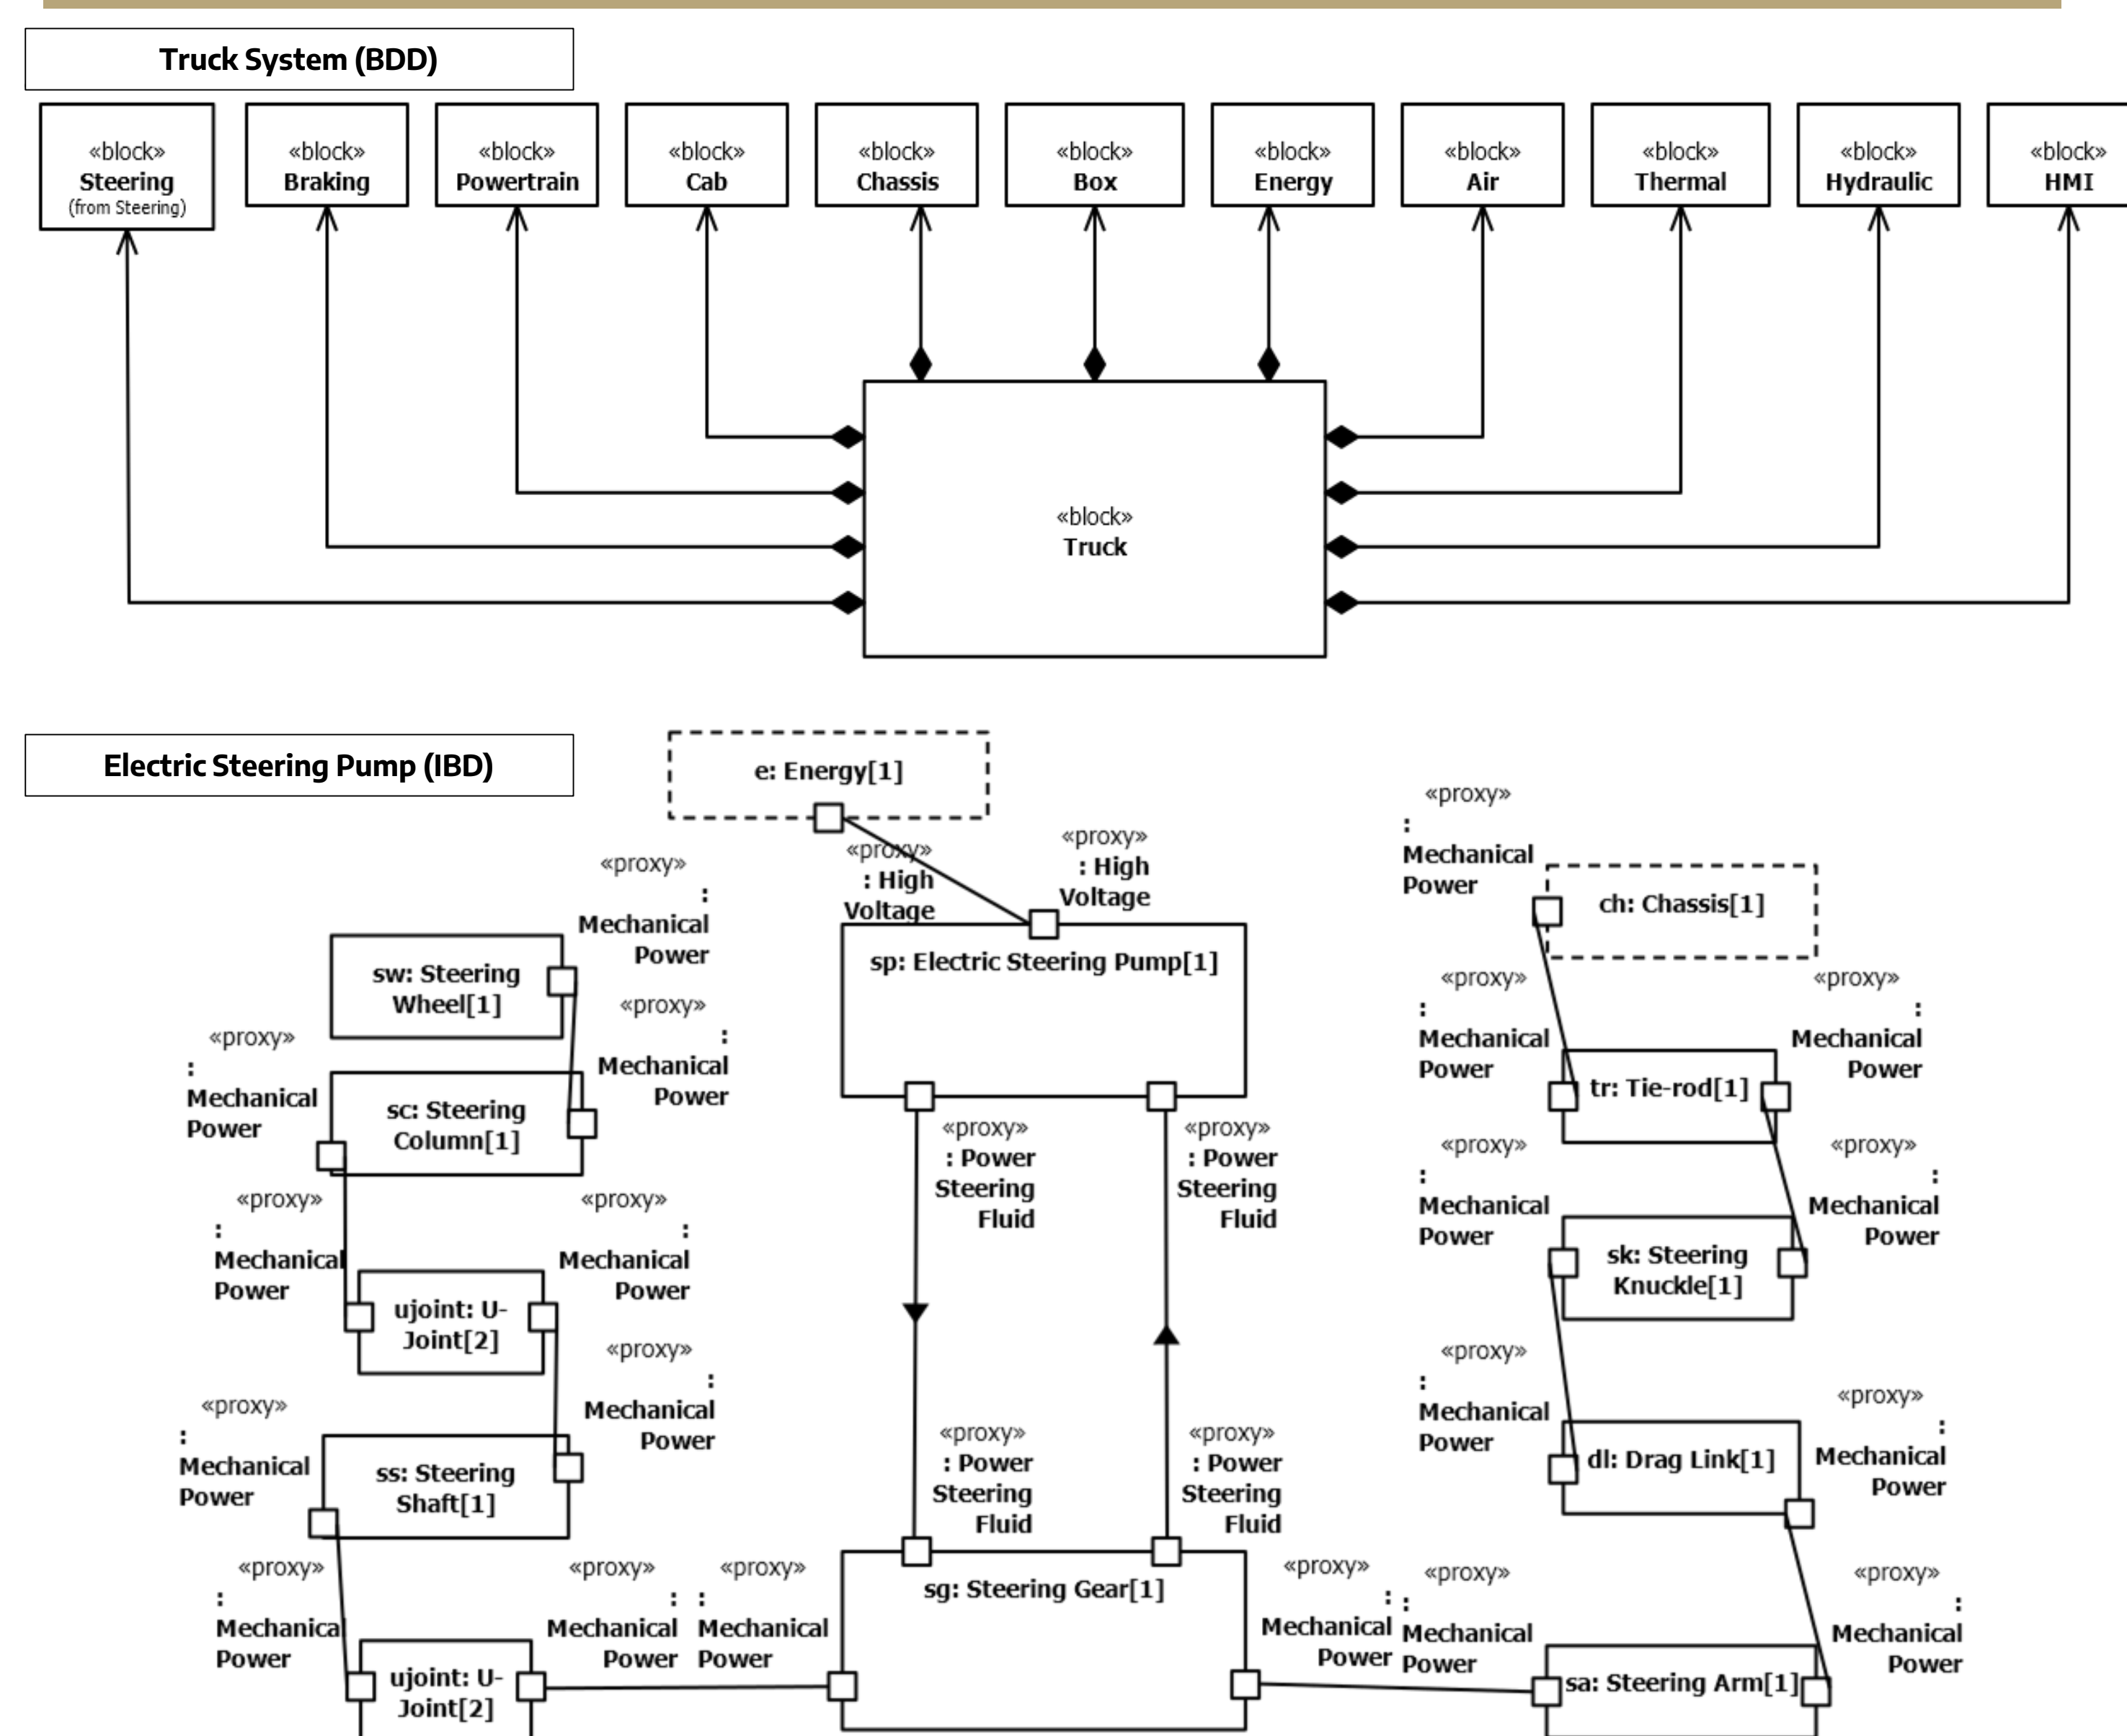 Truck System (BDD)
«block»
Steering
(from Steering)
«block»
Braking
«block»
Powertrain
«block»
Cab
«block»
Chassis
«block»
Box
«block»
Energy
«block»
Air
«block»
Thermal
«block»
Hydraulic
«block»
HMI
«block»
Truck
Electric Steering Pump (IBD)
e: Energy[1]
«proxy»
: High
Voltage
«proxy»
: High
Voltage
sp: Electric Steering Pump[1]
«proxy»
:
Mechanical
Power
sw: Steering
Wheel[1]
«proxy»
:
Mechanical
Power
«proxy»
:
Mechanical
Power
sc: Steering
Column[1]
«proxy»
:
Mechanical
Power
«proxy»
:
Mechanical
Power
ujoint: U-
Joint[2]
«proxy»
:
Mechanical
Power
«proxy»
:
Mechanical
Power
ss: Steering
Shaft[1]
«proxy»
:
Mechanical
Power
«proxy»
:
Mechanical
Power
ujoint: U-
Joint[2]
«proxy»
: Power
Steering
Fluid
«proxy»
: Power
Steering
Fluid
«proxy»
: Power
Steering
Fluid
«proxy»
: Power
Steering
Fluid
«proxy»
:
Mechanical
Power
sg: Steering Gear[1]
«proxy»
:
Mechanical
Power
«proxy»
:
Mechanical
Power
ch: Chassis[1]
«proxy»
:
Mechanical
Power
«proxy»
:
Mechanical
Power
tr: Tie-rod[1]
«proxy»
:
Mechanical
Power
«proxy»
:
Mechanical
Power
sk: Steering
Knuckle[1]
«proxy»
:
Mechanical
Power
«proxy»
:
Mechanical
Power
dl: Drag Link[1]
«proxy»
:
Mechanical
Power
«proxy»
:
Mechanical
Power
sa: Steering Arm[1]